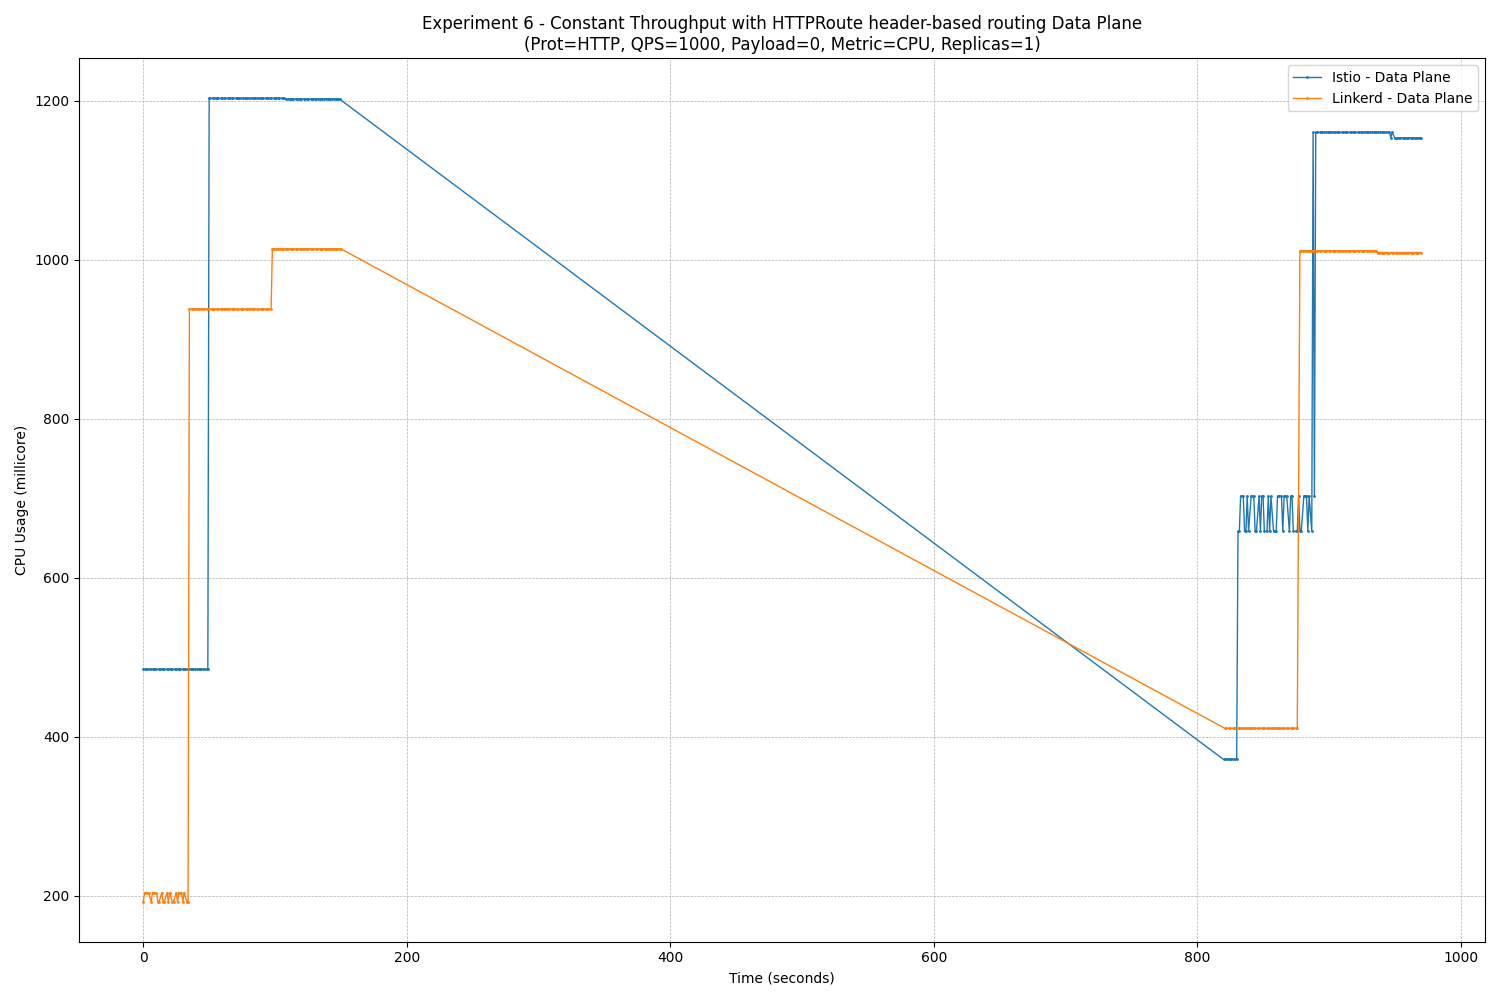 Experiment 6 - Constant Throughput with HTTPRoute header-based routing Data Plane
(Prot=HTTP, QPS=1000, Payload=0, Metric=CPU, Replicas=1)
Istio - Data Plane
Linkerd - Data Plane
CPU Usage (millicore)
1200
1000
800
600
400
200
0
200
400
600
800
1000
Time (seconds)